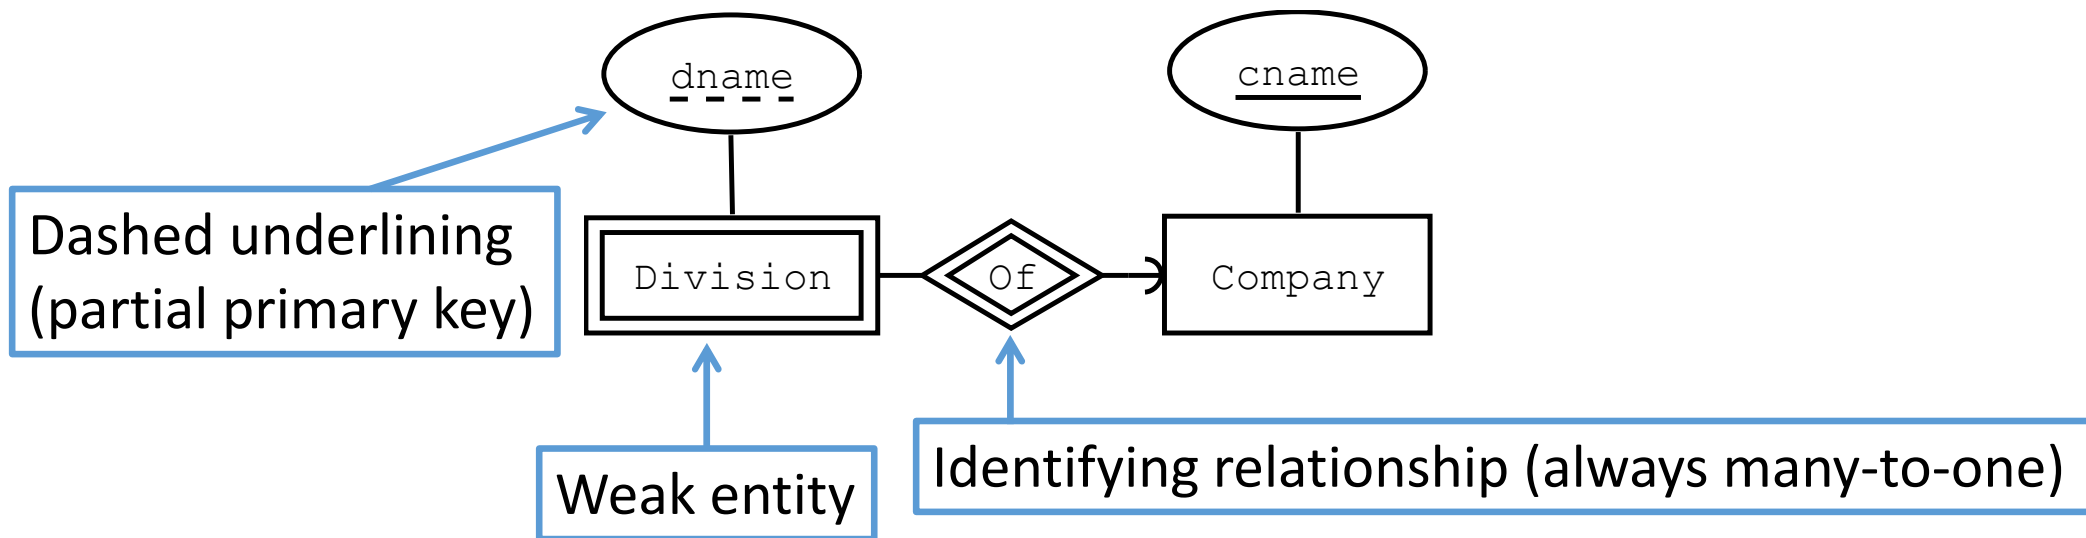 dname
cname
Dashed underlining
(partial primary key)
Division
Of
Company
Weak entity
Identifying relationship (always many-to-one)